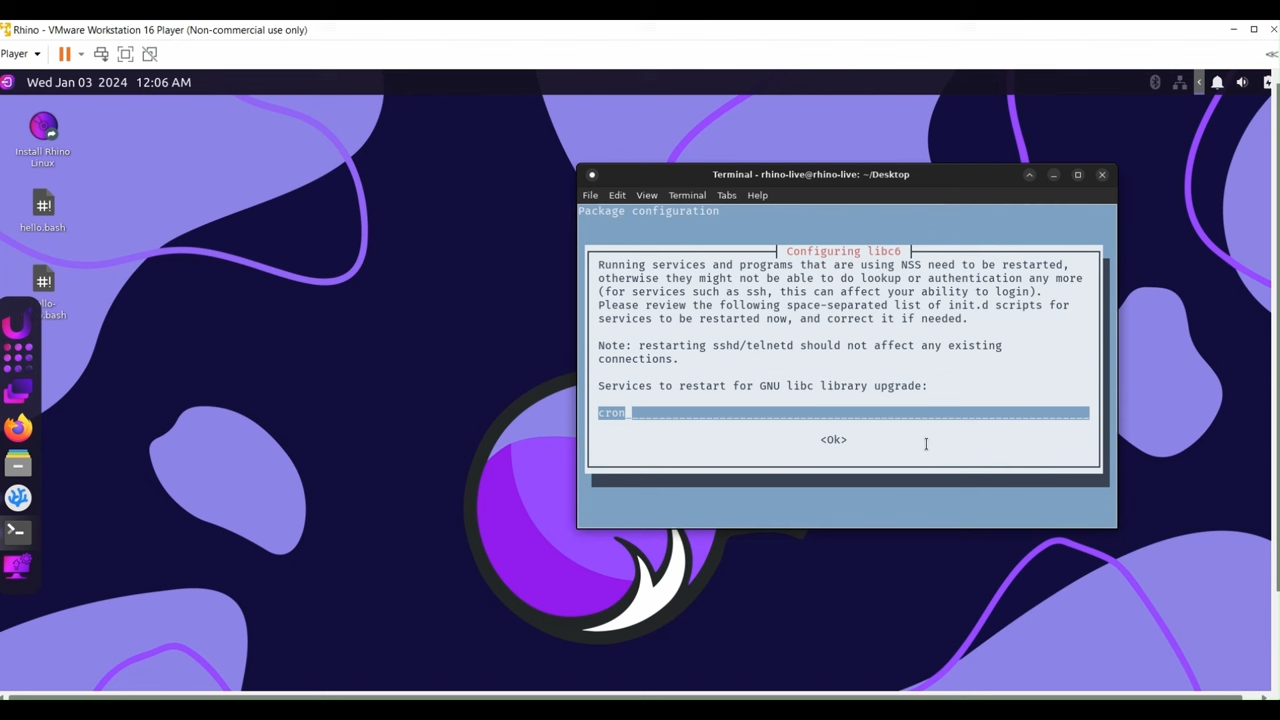 Rhino - VMware Workstation 16 Player (Non-commercial use only)
Player
Wed Jan 03 2024 12:06 AM
Install Rhino
Linux
hello.bash
Terminal - rhino-live@rhino-live: ~/Desktop
File Edit View Terminal Tabs Help
Package configuration
Configuring libc6
Running services and programs that are using NSS need to be restarted,
otherwise they might not be able to do lookup or authentication any more
(for services such as ssh, this can affect your ability to login).
Please review the following space-separated list of init.d scripts for
services to be restarted now, and correct it if needed.
Note: restarting sshd/telnetd should not affect any existing
connections.
Services to restart for GNU libc library upgrade:
cron
<Ok>